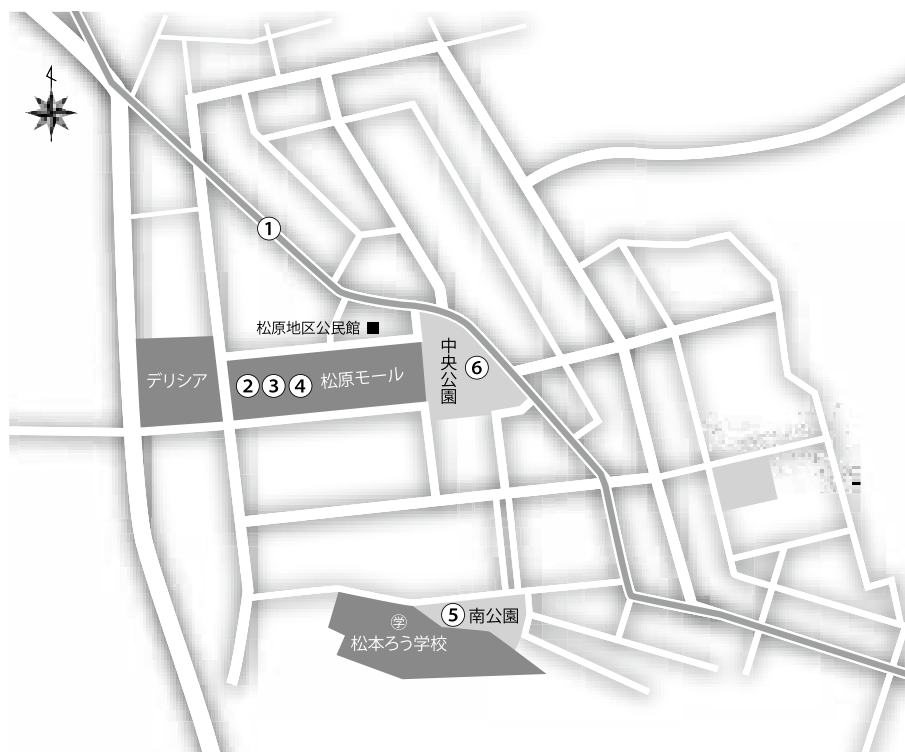 ①
松原地区公民館
デリシア
②③④ 松原モール
中央公園
⑥
⑤ 南公園
学
松本ろう学校